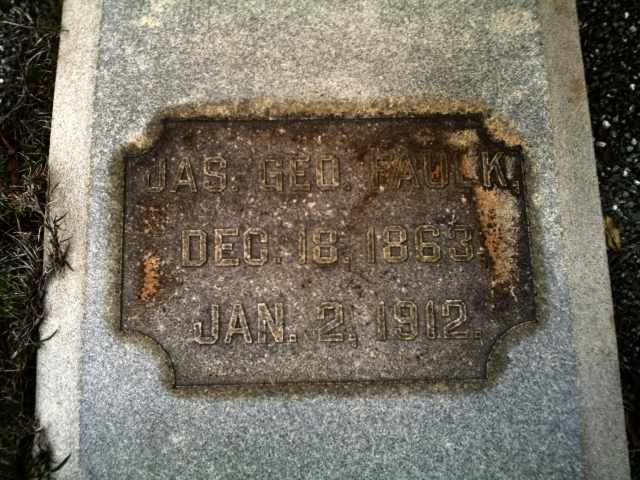 JAS. GEO. FAULK.
DEC. 18. 1863.
JAN. 2. 1912.